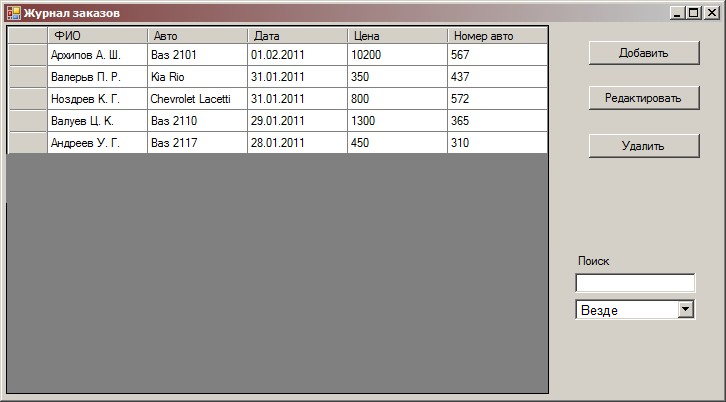 Журнал заказов
ФИО Авто Дата Цена Номер авто
Архипов А. Ш. Ваз 2101 01.02.2011 10200 567
Валерьв П. Р. Kia Rio 31.01.2011 350 437
Ноздрев К. Г. Chevrolet Lacetti 31.01.2011 800 572
Валуев Ц. К. Ваз 2110 29.01.2011 1300 365
Андреев У. Г. Ваз 2117 28.01.2011 450 310
Добавить
Редактировать
Удалить
Поиск
Везде